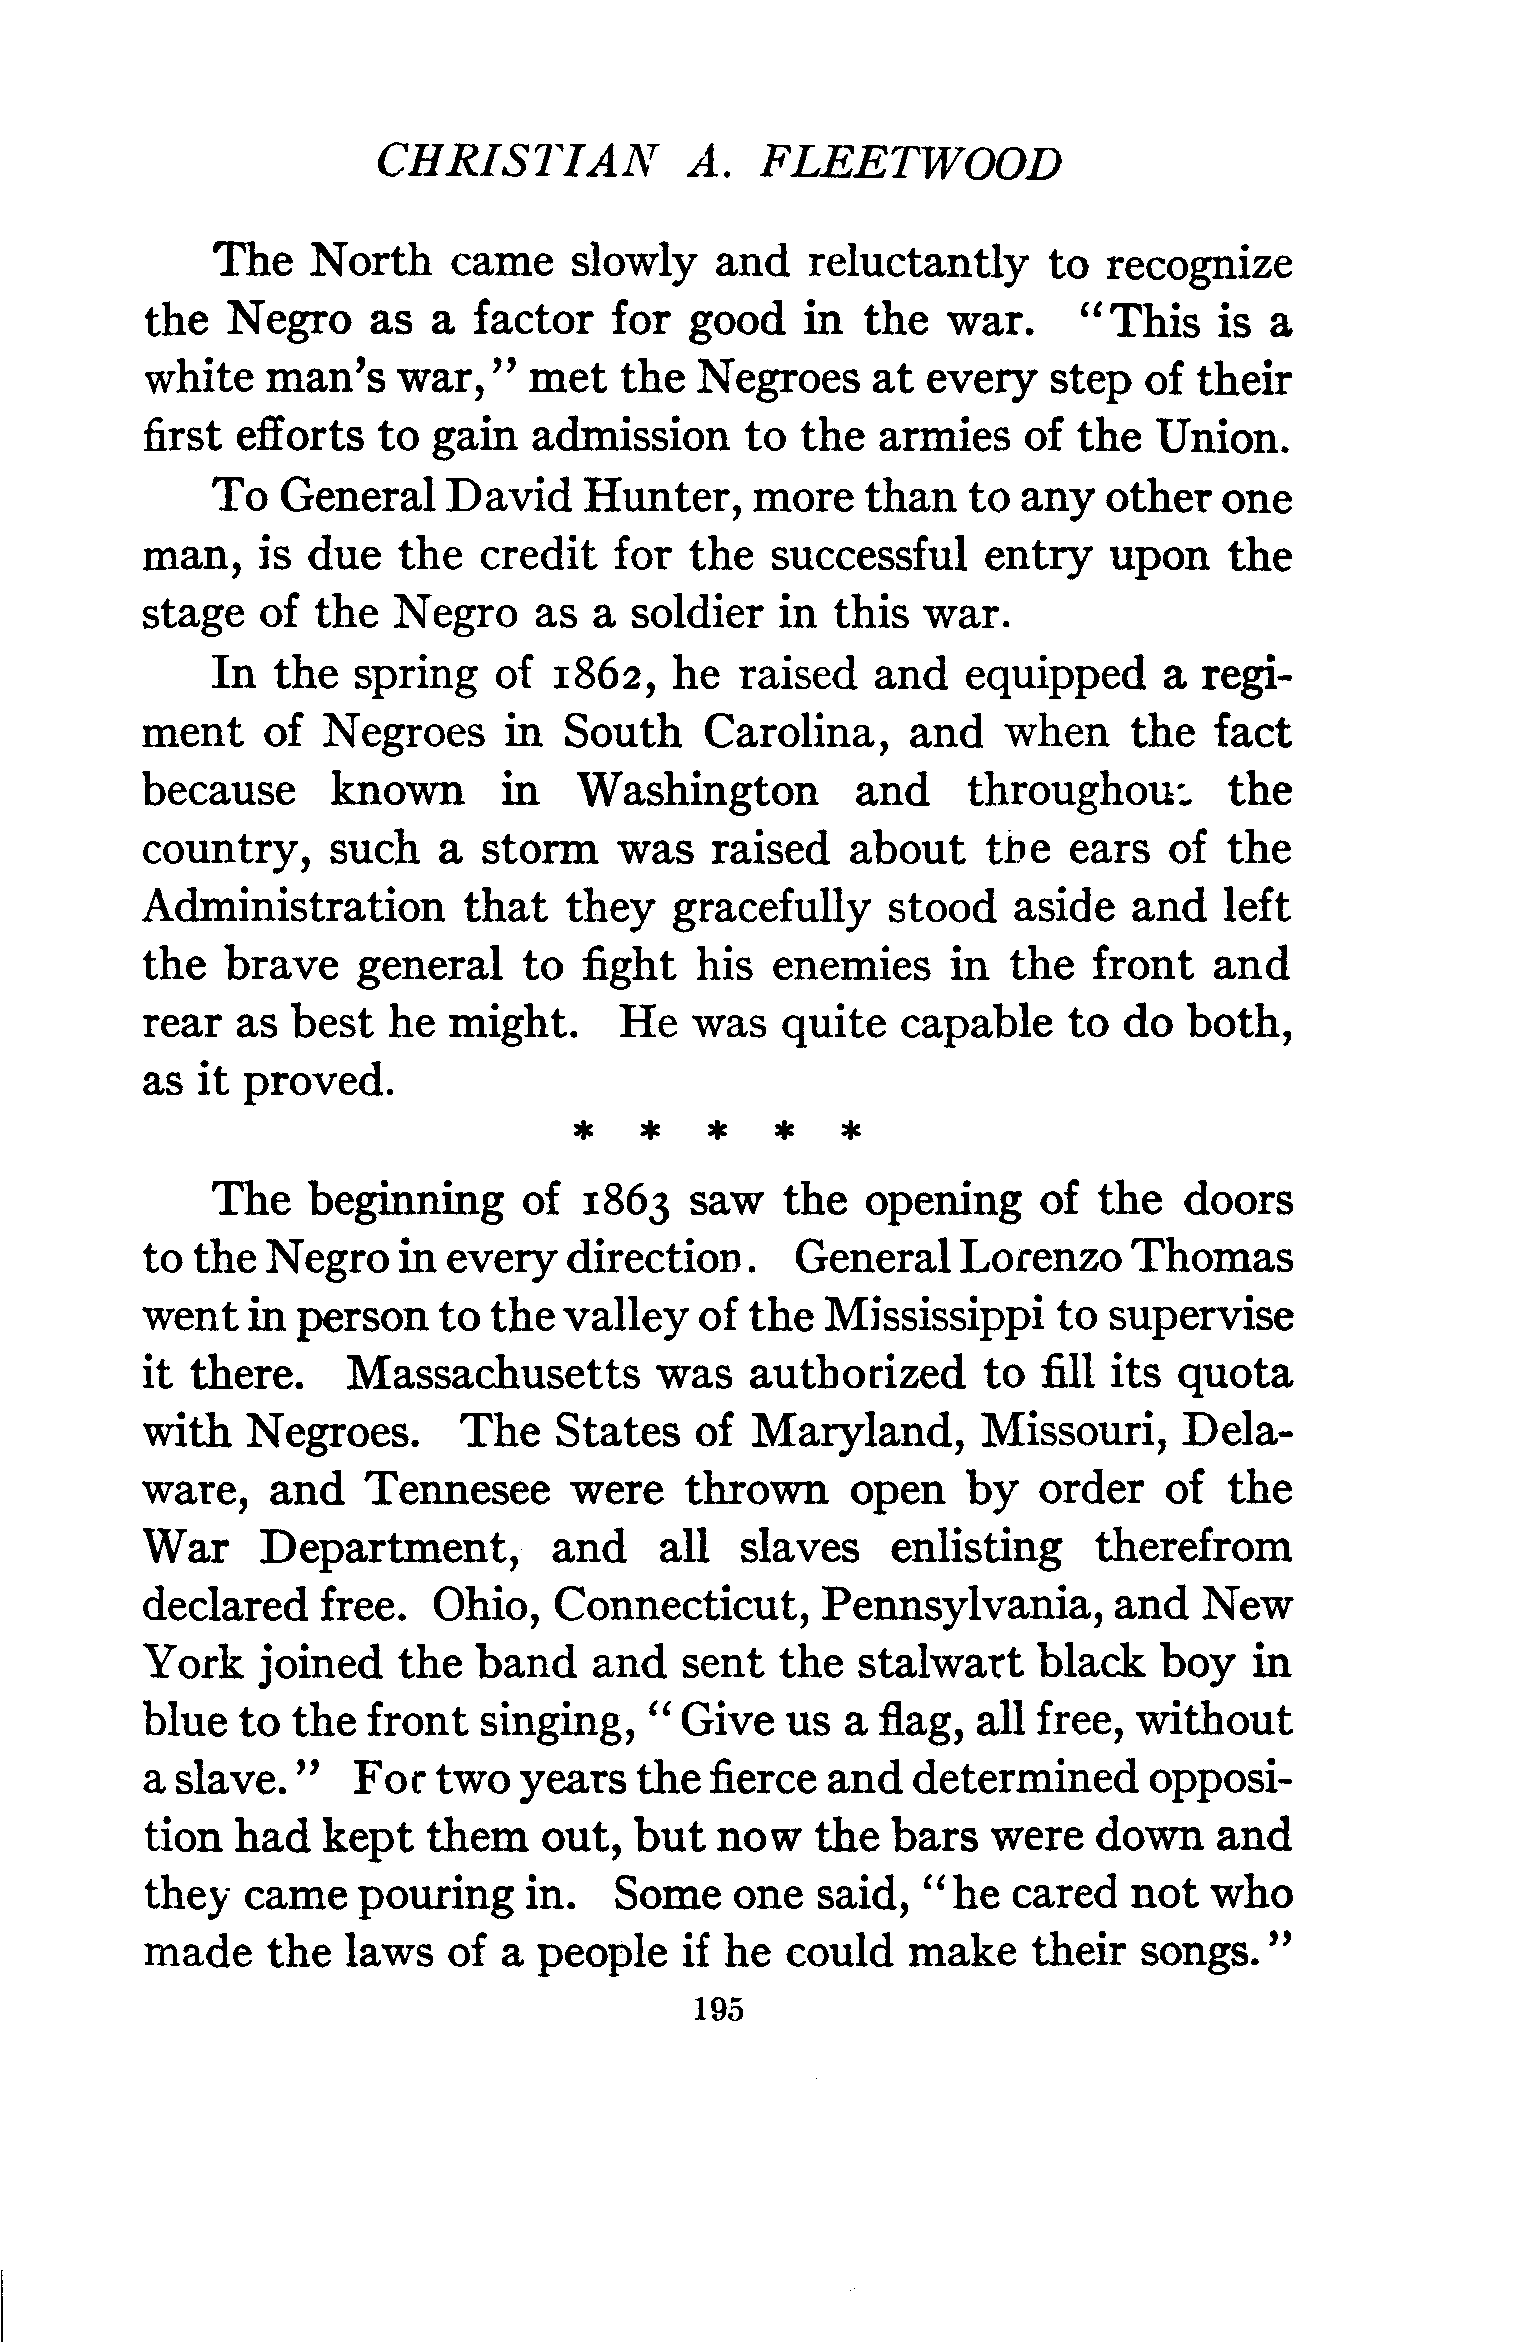 CHRISTIAN A. FLEETWOOD
The North came slowly and reluctantly to recognize
the Negro as a factor for good in the war. "This is a
white man's war," met the Negroes at every step of their
first efforts to gain admission to the armies of the Union.
To General David Hunter, more than to any other one
man, is due the credit for the successful entry upon the
stage of the Negro as a soldier in this war.
In the spring of 1862, he raised and equipped a regi-
ment of Negroes in South Carolina, and when the fact
because known in Washington and throughout the
country, such a storm was raised about the ears of the
Administration that they gracefully stood aside and left
the brave general to fight his enemies in the front and
rear as best he might. He was quite capable to do both,
as it proved.
* * * * *
The beginning of 1863 saw the opening of the doors
to the Negro in every direction. General Lorenzo Thomas
went in person to the valley of the Mississippi to supervise
it there. Massachusetts was authorized to fill its quota
with Negroes. The States of Maryland, Missouri, Dela-
ware, and Tennesee were thrown open by order of the
War Department, and all slaves enlisting therefrom
declared free. Ohio, Connecticut, Pennsylvania, and New
York joined the band and sent the stalwart black boy in
blue to the front singing, "Give us a flag, all free, without
a slave." For two years the fierce and determined opposi-
tion had kept them out, but now the bars were down and
they came pouring in. Some one said, "he cared not who
made the laws of a people if he could make their songs."
195